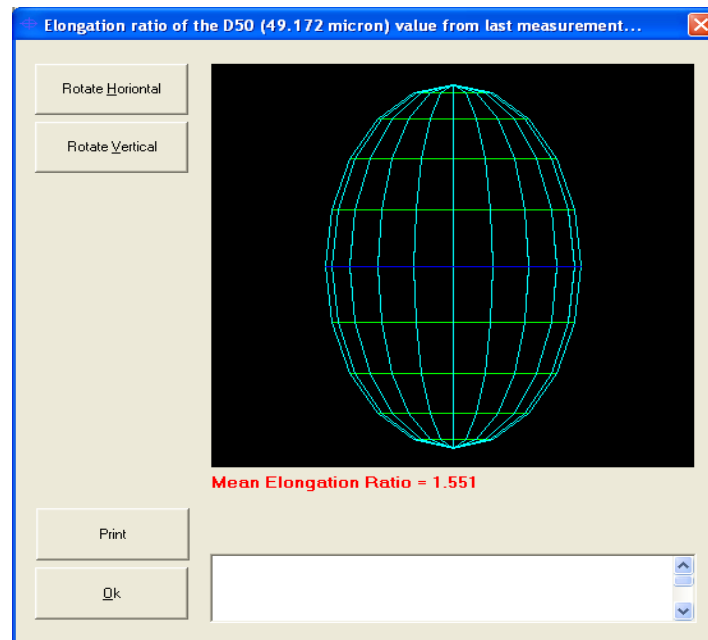 Elongation ratio of the D50 (49.172 micron) value from last measurement...
Rotate Horiontal
Rotate Vertical
Mean Elongation Ratio = 1.551
Print
Ok